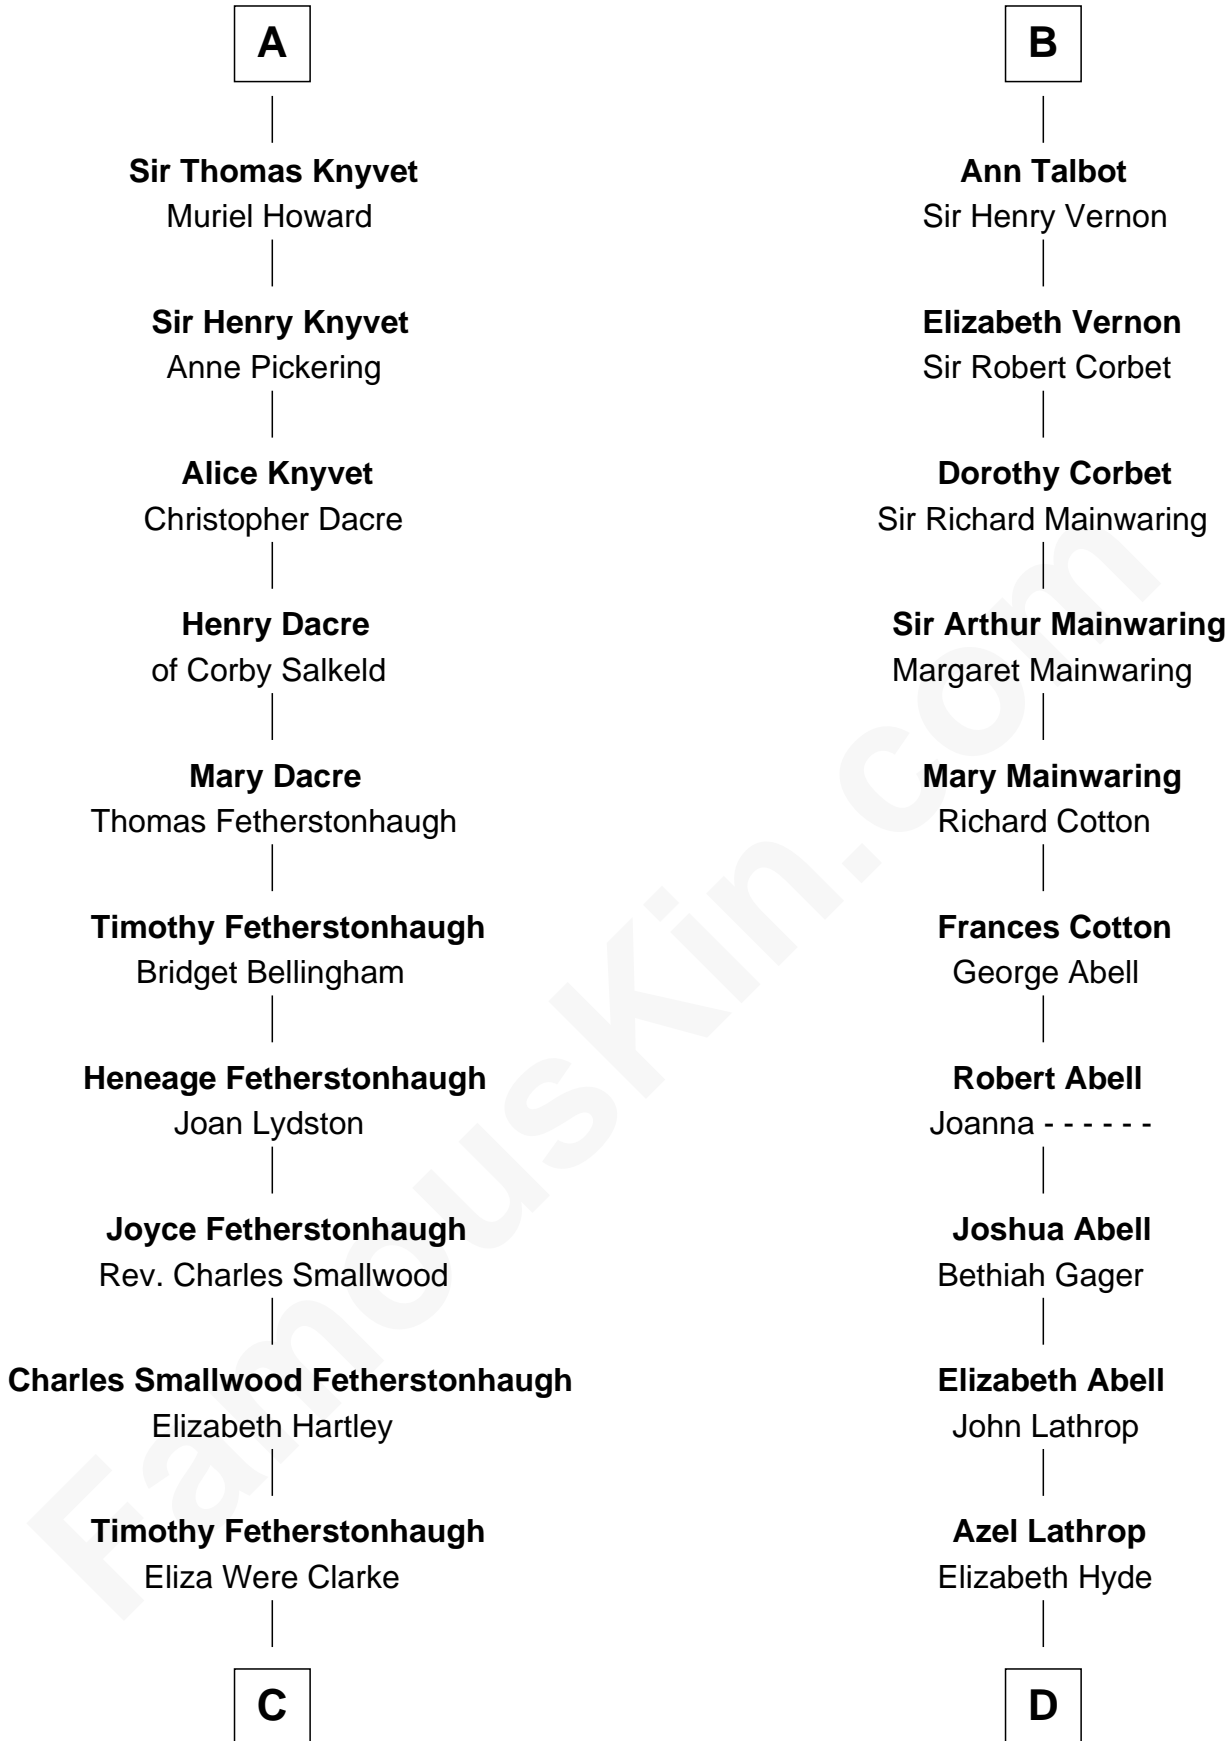 A
Sir Thomas Knyvet
Muriel Howard
Sir Henry Knyvet
Anne Pickering
Alice Knyvet
Christopher Dacre
Henry Dacre
of Corby Salkeld
Mary Dacre
Thomas Fetherstonhaugh
Timothy Fetherstonhaugh
Bridget Bellingham
Heneage Fetherstonhaugh
Joan Lydston
Joyce Fetherstonhaugh
Rev. Charles Smallwood
Charles Smallwood Fetherstonhaugh
Elizabeth Hartley
Timothy Fetherstonhaugh
Eliza Were Clarke
C
B
Ann Talbot
Sir Henry Vernon
Elizabeth Vernon
Sir Robert Corbet
Dorothy Corbet
Sir Richard Mainwaring
Sir Arthur Mainwaring
Margaret Mainwaring
Mary Mainwaring
Richard Cotton
Frances Cotton
George Abell
Robert Abell
Joanna - - - - - -
Joshua Abell
Bethiah Gager
Elizabeth Abell
John Lathrop
Azel Lathrop
Elizabeth Hyde
D
FamousKin.com